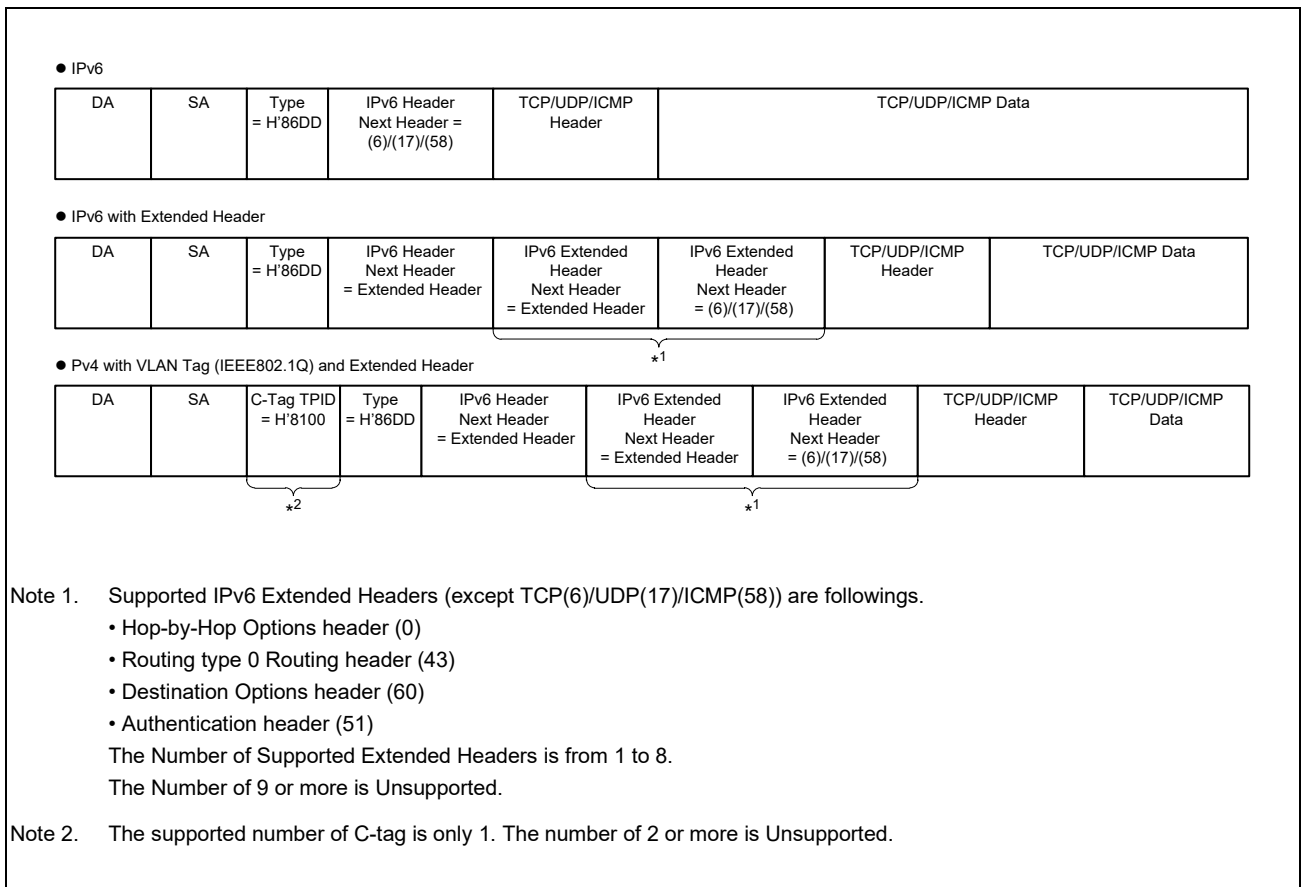 ● IPv6
DA
SA
Type
= H'86DD
IPv6 Header
Next Header =
(6)/(17)/(58)
TCP/UDP/ICMP
Header
TCP/UDP/ICMP Data
● IPv6 with Extended Header
DA
SA
Type
= H'86DD
IPv6 Header
Next Header
= Extended Header
IPv6 Extended
Header
Next Header
= Extended Header
IPv6 Extended
Header
Next Header
= (6)/(17)/(58)
TCP/UDP/ICMP
Header
TCP/UDP/ICMP Data
*1
● Pv4 with VLAN Tag (IEEE802.1Q) and Extended Header
DA
SA
C-Tag TPID
= H'8100
Type
= H'86DD
IPv6 Header
Next Header
= Extended Header
IPv6 Extended
Header
Next Header
= Extended Header
IPv6 Extended
Header
Next Header
= (6)/(17)/(58)
TCP/UDP/ICMP
Header
TCP/UDP/ICMP
Data
*2
*1
Note 1. Supported IPv6 Extended Headers (except TCP(6)/UDP(17)/ICMP(58)) are followings.
• Hop-by-Hop Options header (0)
• Routing type 0 Routing header (43)
• Destination Options header (60)
• Authentication header (51)
The Number of Supported Extended Headers is from 1 to 8.
The Number of 9 or more is Unsupported.
Note 2. The supported number of C-tag is only 1. The number of 2 or more is Unsupported.